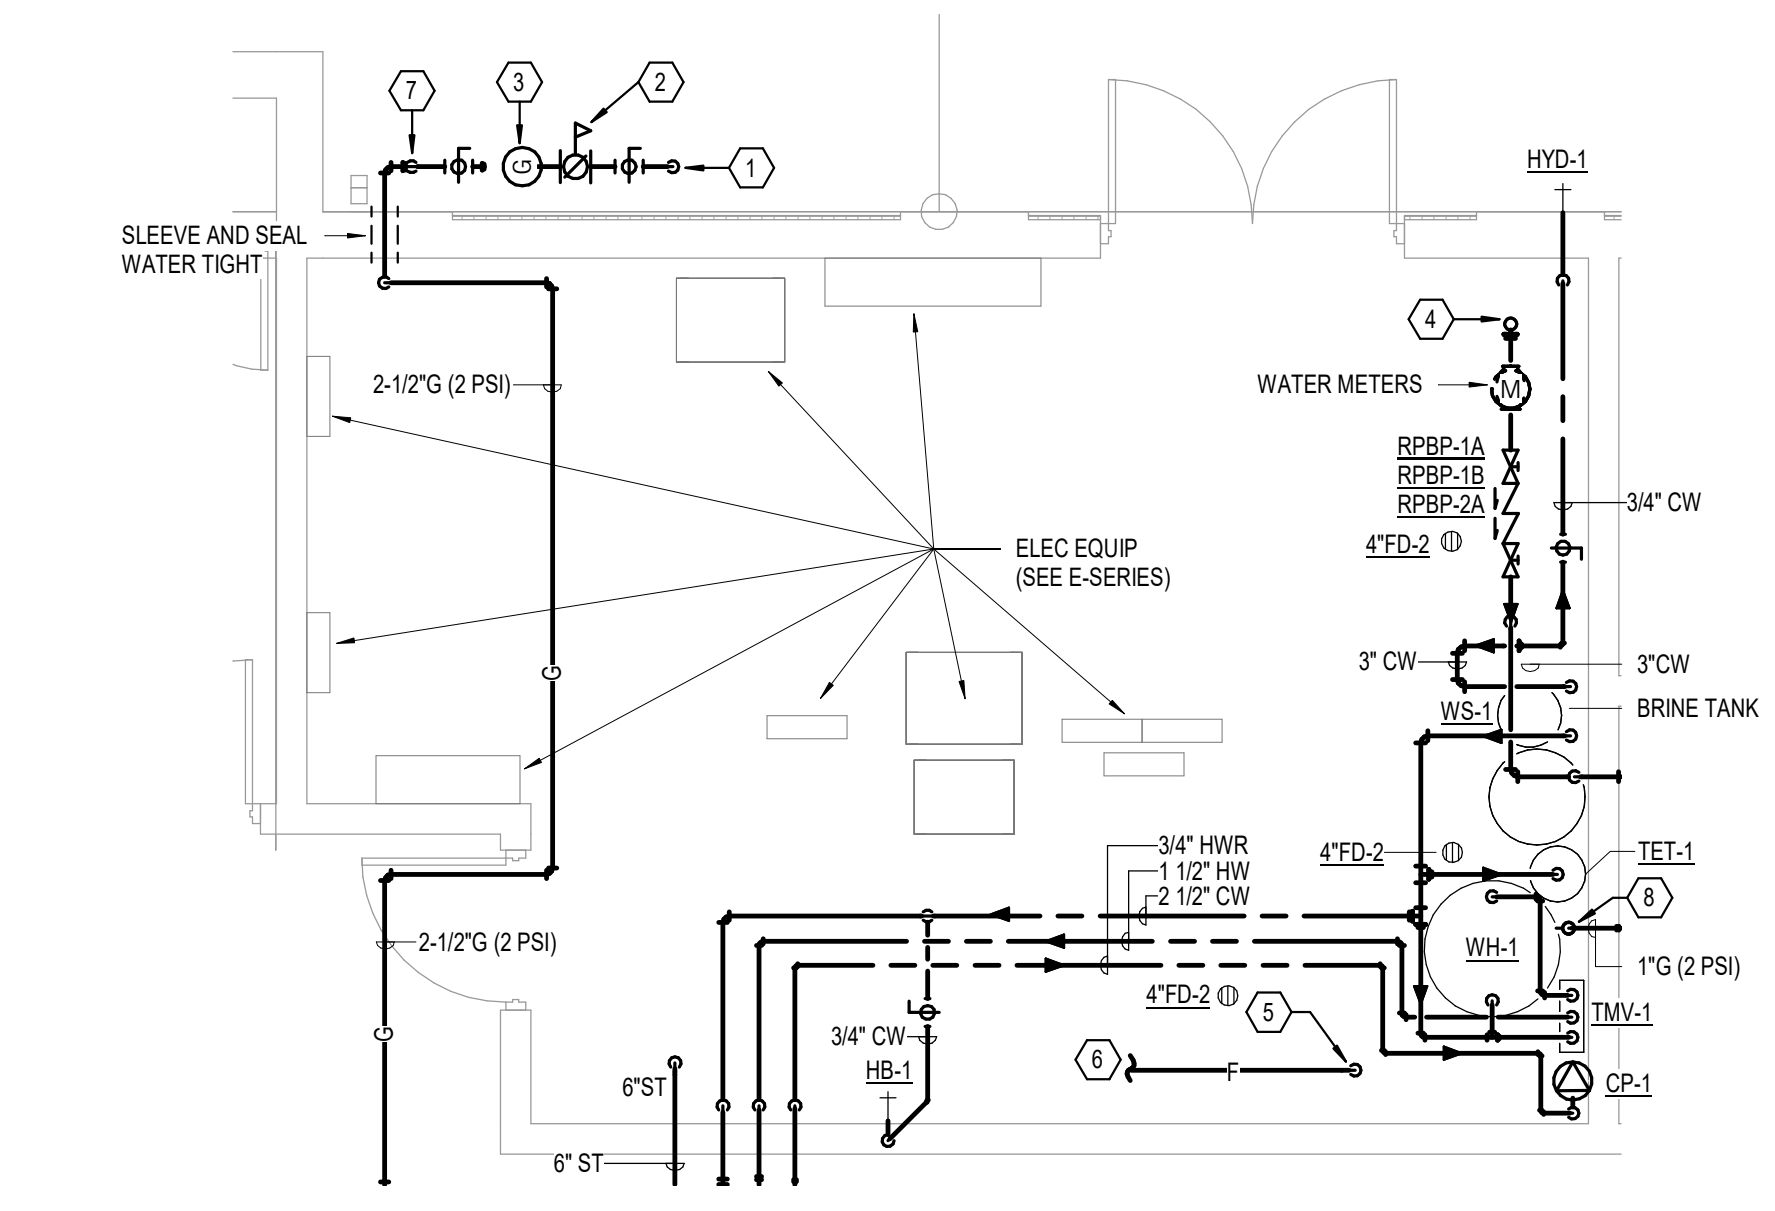 7
3
2
G
1
HYD-1
SLEEVE AND SEAL
WATER TIGHT
4
2-1/2"G (2 PSI)
WATER METERS
M
RPBP-1A
RPBP-1B
RPBP-2A
3/4" CW
4"FD-2
ELEC EQUIP
(SEE E-SERIES)
G
3" CW
3"CW
WS-1
BRINE TANK
3/4" HWR
1 1/2" HW
2 1/2" CW
4"FD-2
TET-1
8
2-1/2"G (2 PSI)
WH-1
1"G (2 PSI)
4"FD-2
5
TMV-1
G
3/4" CW
6
F
HB-1
CP-1
6"ST
6" ST